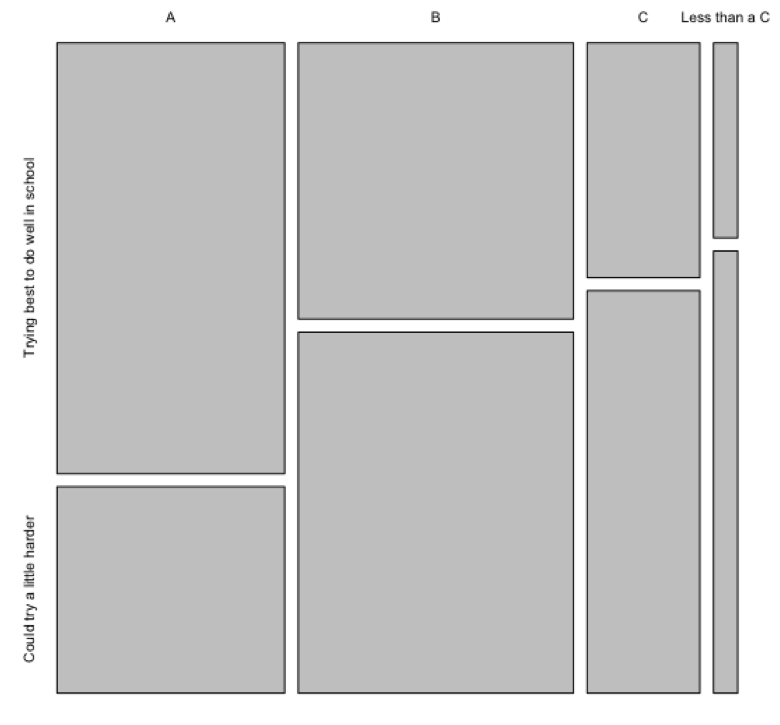 A
B
C
Less than a C
Trying best to do well in school
Could try a little harder